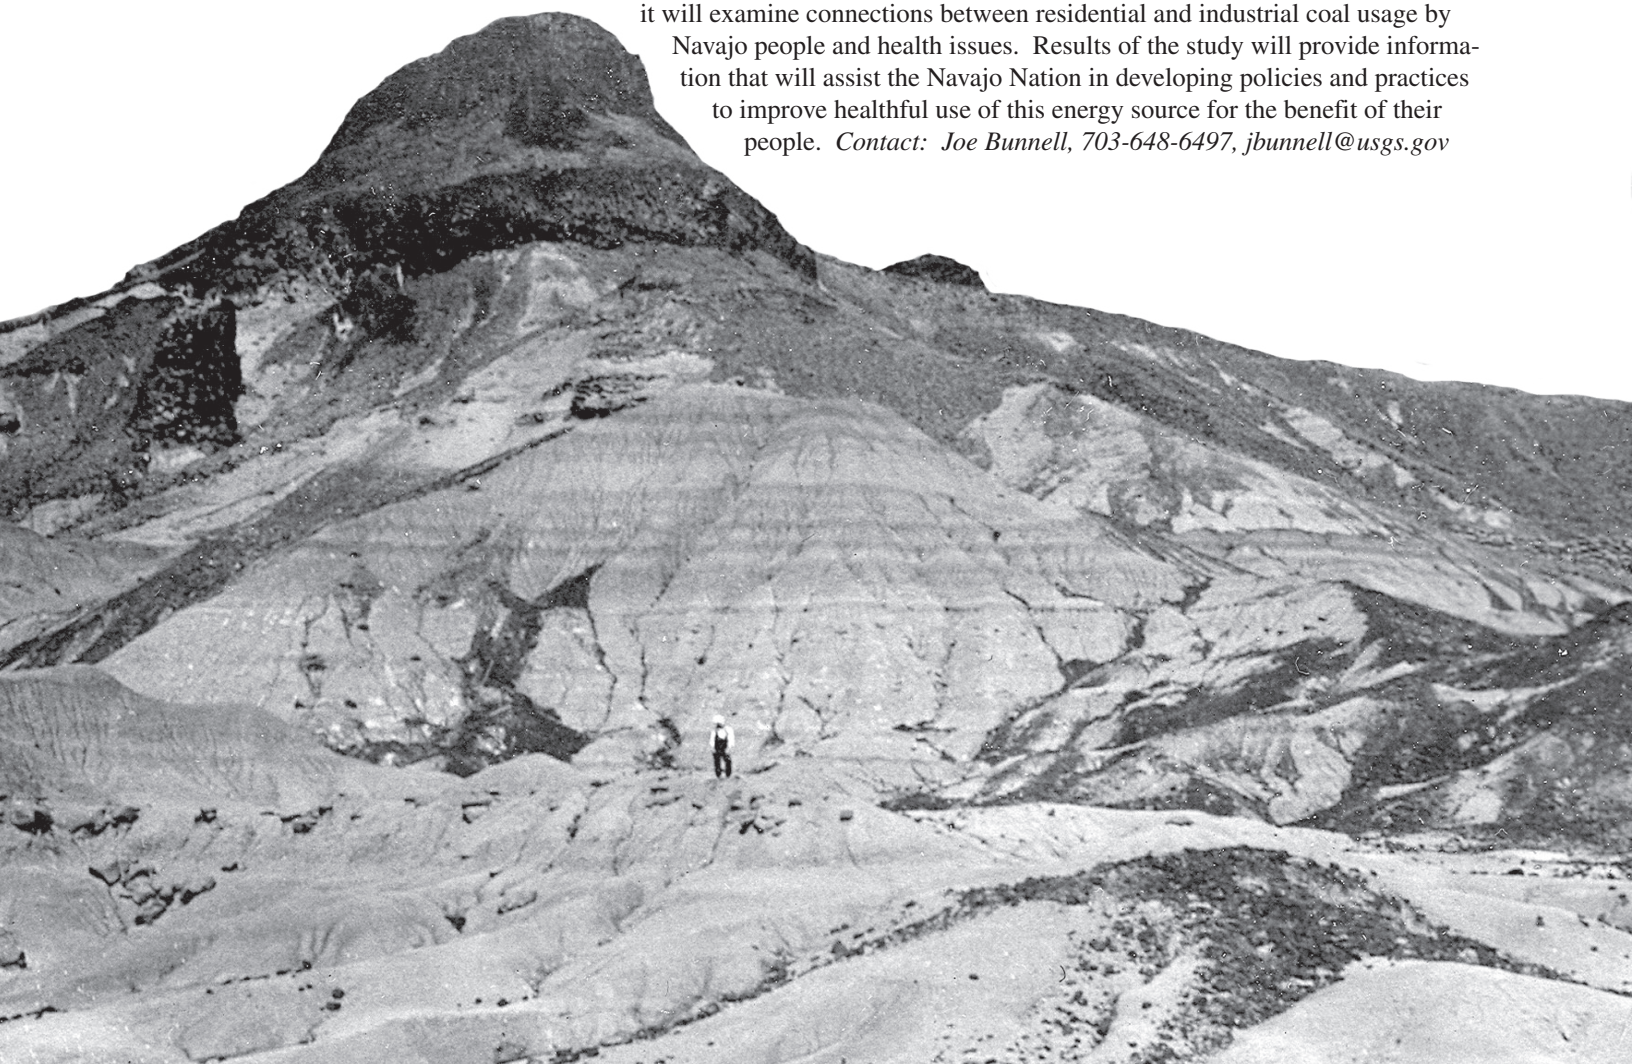 it will examine connections between residential and industrial coal usage by
Navajo people and health issues.  Results of the study will provide informa-
tion that will assist the Navajo Nation in developing policies and practices
to improve healthful use of this energy source for the benefit of their
people.  Contact:  Joe Bunnell, 703-648-6497, jbunnell@usgs.gov